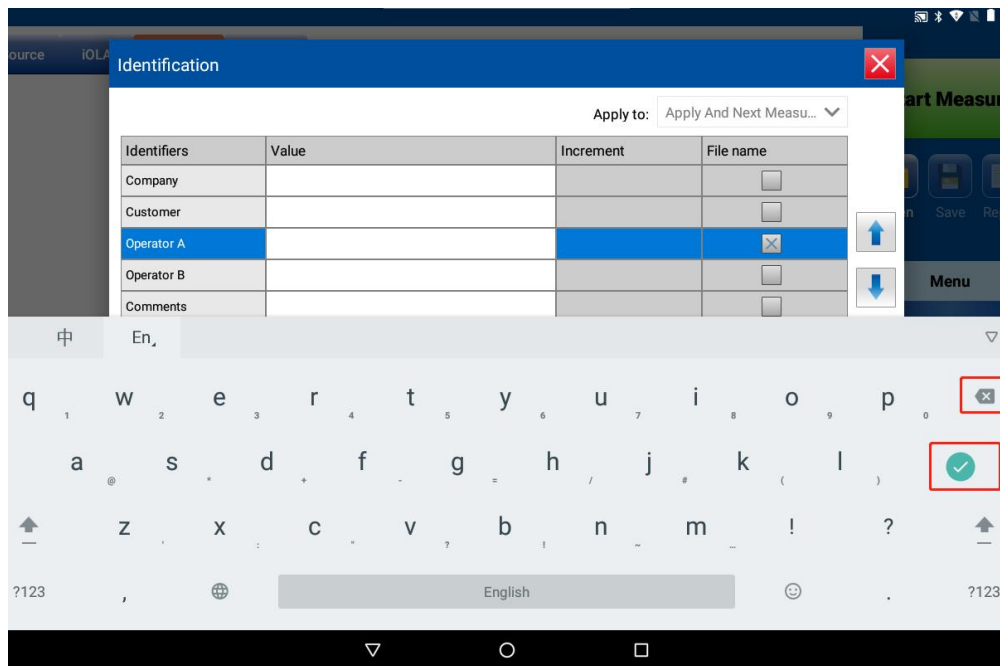 ource iOLA
Identification
art Measur
Apply to: Apply And Next Measu...
Identifiers Value Increment File name
Company
Customer
en Save Re
Operator A
Operator B
Menu
Comments
中 En
q 1 w 2 e 3 r 4 t 5 y 6 u 7 i 8 o 9 p 0
a @ s * d + f - g = h / j # k ( l )
z ' x : c " v ? b ! n ~ m ... ! ?
?123 , English . ?123